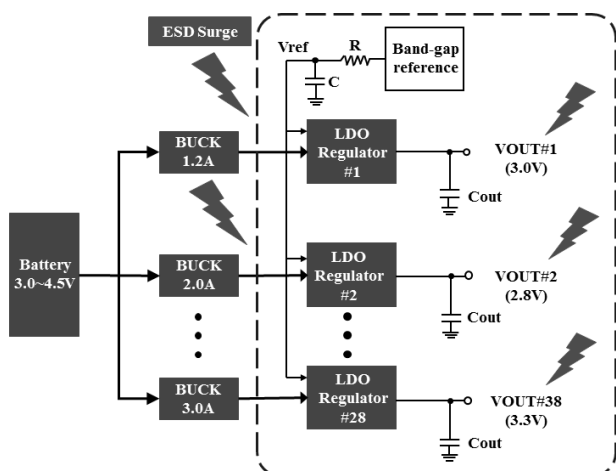 ESD Surge
Vref
R
Band-gap
reference
C
BUCK
1.2A
LDO
Regulator
#1
VOUT#1
(3.0V)
Cout
Battery
3.0~4.5V
BUCK
2.0A
LDO
Regulator
#2
VOUT#2
(2.8V)
Cout
BUCK
3.0A
LDO
Regulator
#28
VOUT#38
(3.3V)
Cout